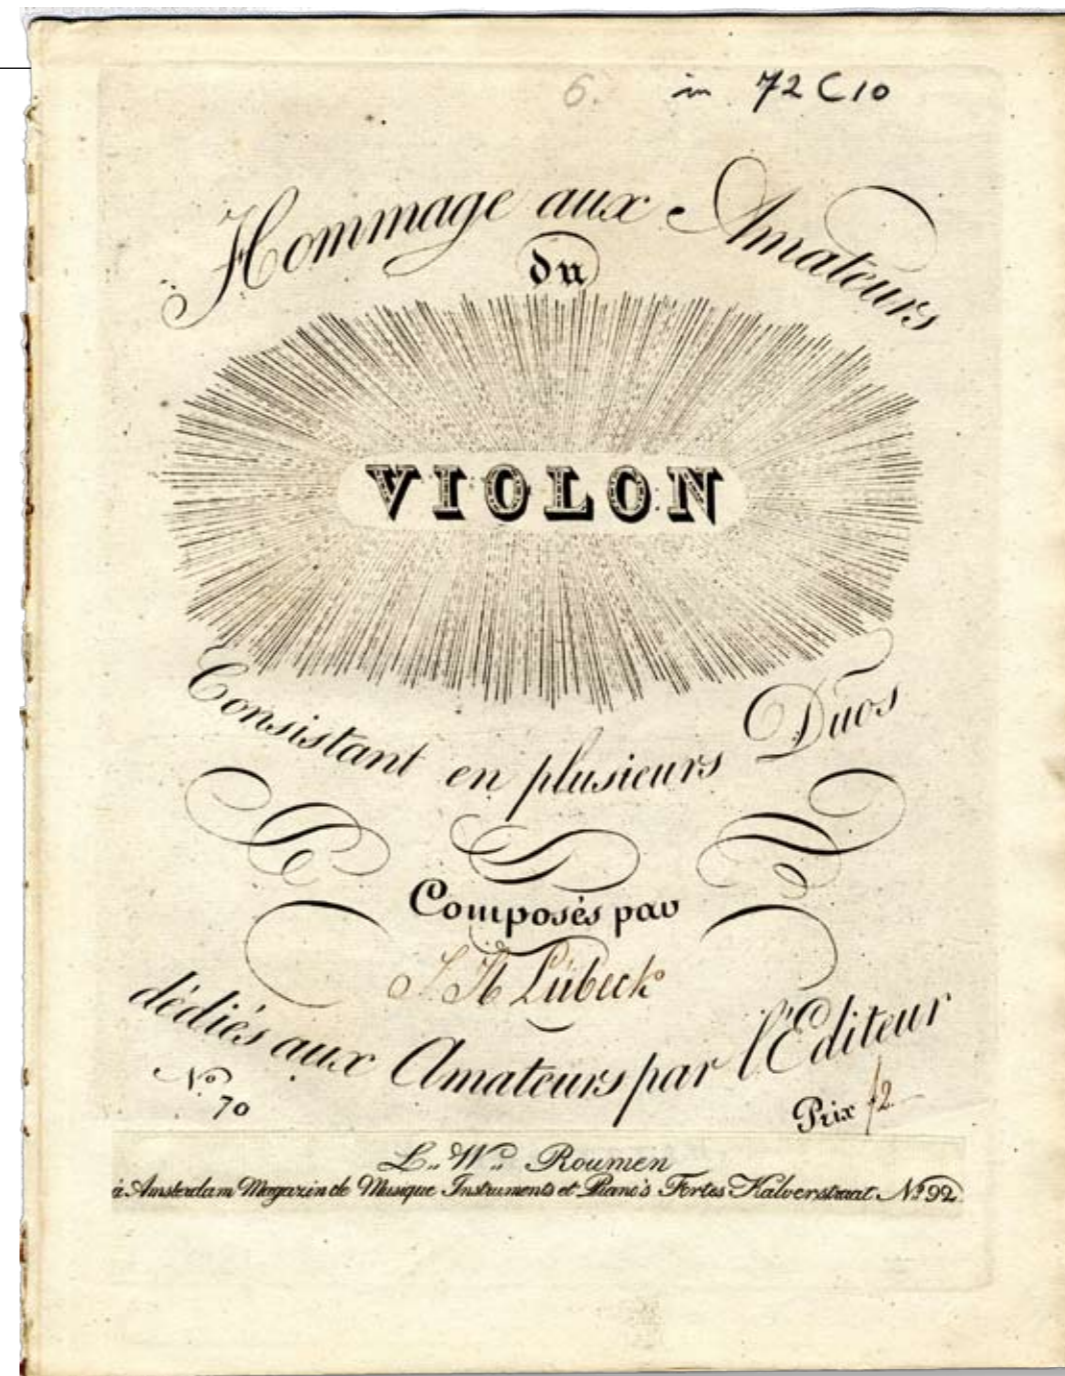 6. in 72 C 10
Hommage aux Amateurs
du
VIOLON
Consistant en plusieurs Duos
Composés par
J. H. Lübeck
dédiés aux Amateurs par l'Editeur
No. 70
Prix f2
L. Wm. Roumen
à Amsterdam Magazin de Musique Instruments et Piano's Fortes Kalverstraat No. 92